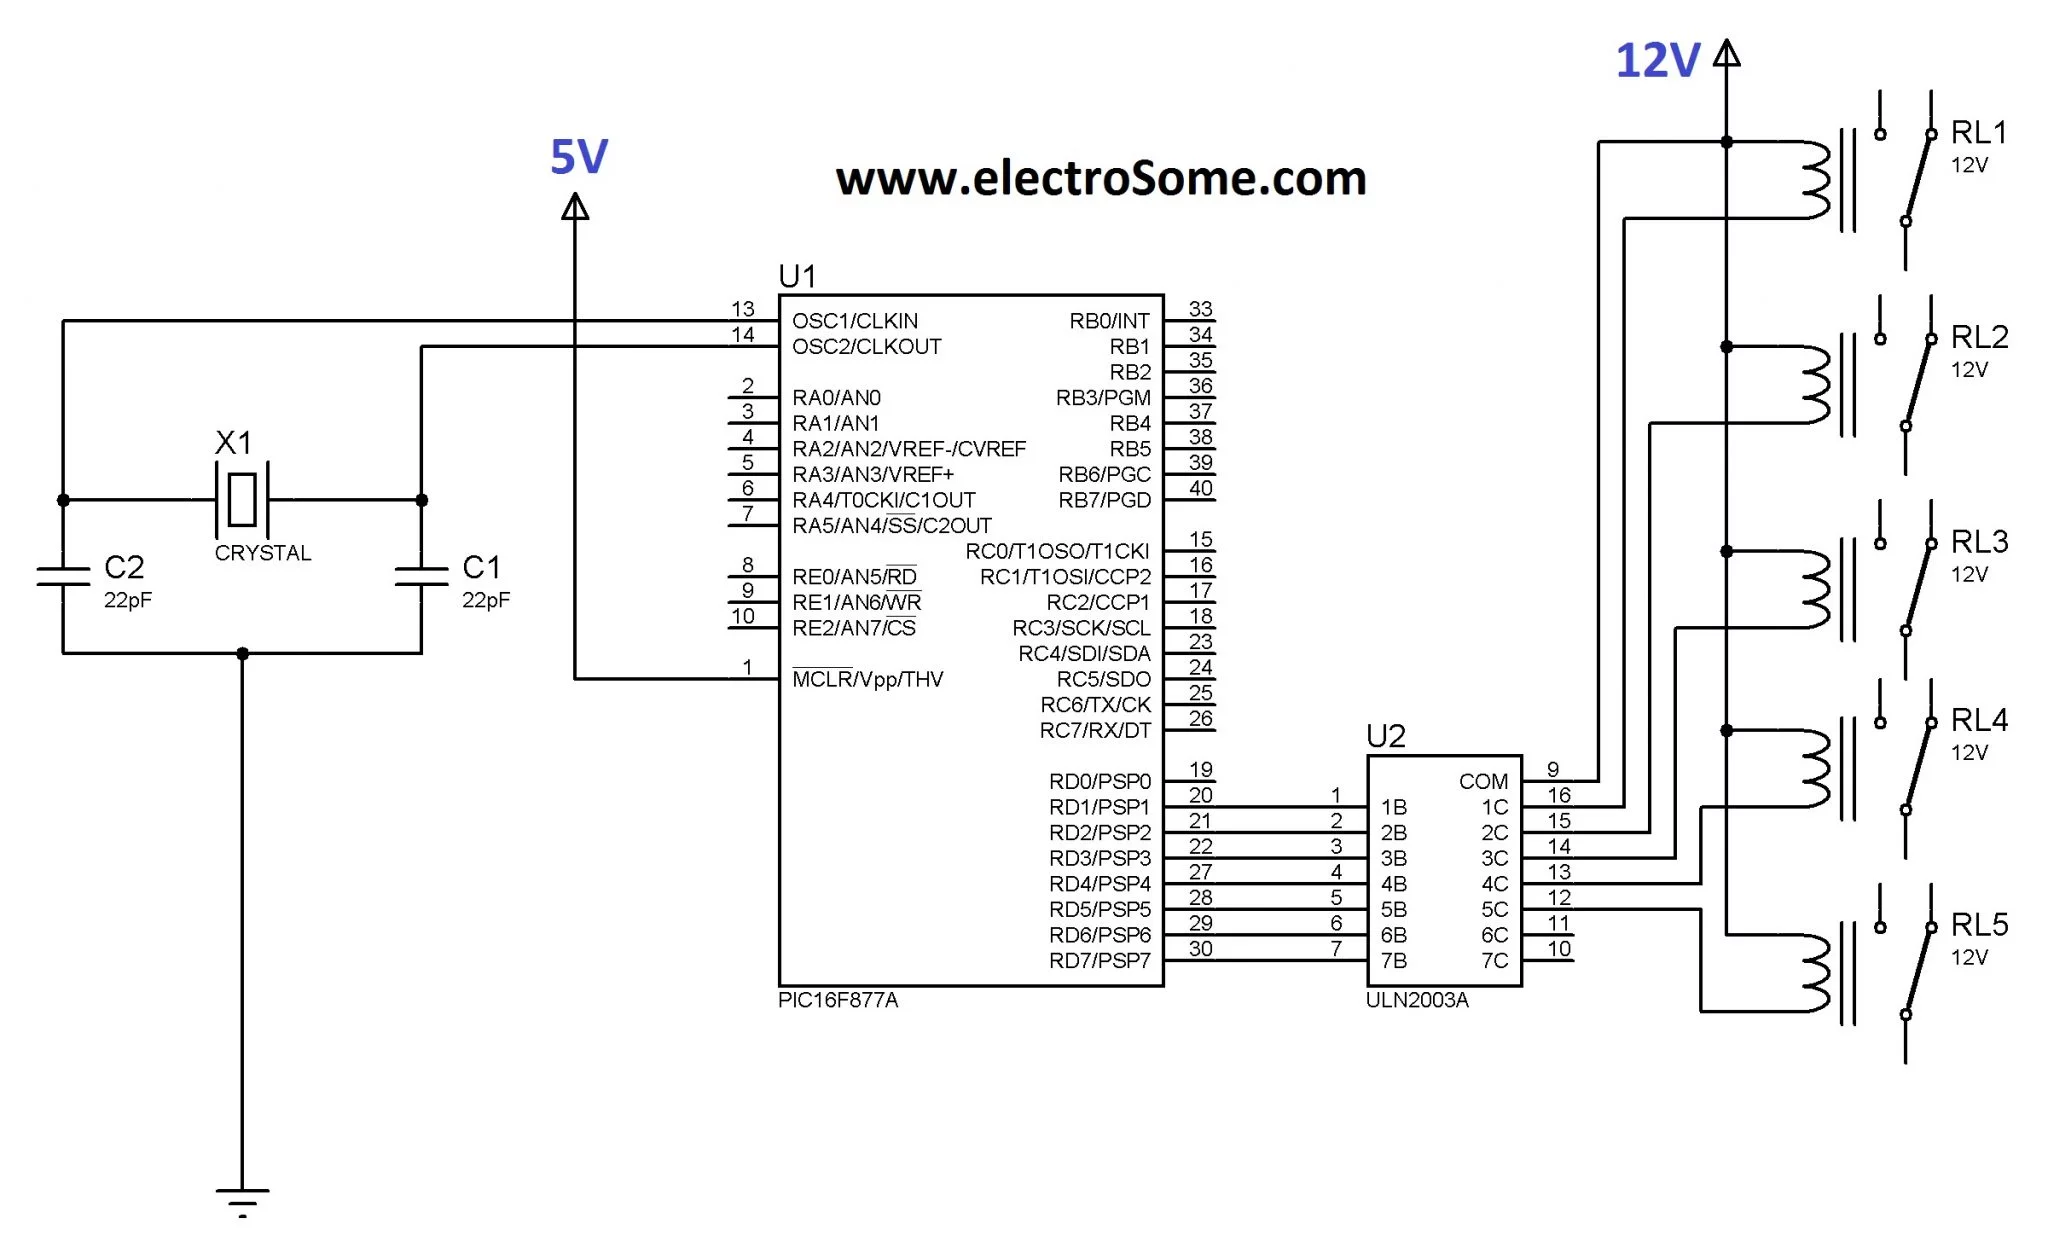 12V
5V
www.electroSome.com
U1
13 OSC1/CLKIN
14 OSC2/CLKOUT
2 RA0/AN0
3 RA1/AN1
4 RA2/AN2/VREF-/CVREF
5 RA3/AN3/VREF+
6 RA4/T0CKI/C1OUT
7 RA5/AN4/SS/C2OUT
8 RE0/AN5/RD
9 RE1/AN6/WR
10 RE2/AN7/CS
1 MCLR/Vpp/THV
RB0/INT 33
RB1 34
RB2 35
RB3/PGM 36
RB4 37
RB5 38
RB6/PGC 39
RB7/PGD 40
RC0/T1OSO/T1CKI 15
RC1/T1OSI/CCP2 16
RC2/CCP1 17
RC3/SCK/SCL 18
RC4/SDI/SDA 23
RC5/SDO 24
RC6/TX/CK 25
RC7/RX/DT 26
RD0/PSP0 19
RD1/PSP1 20
RD2/PSP2 21
RD3/PSP3 22
RD4/PSP4 27
RD5/PSP5 28
RD6/PSP6 29
RD7/PSP7 30
PIC16F877A
X1
CRYSTAL
C2
22pF
C1
22pF
U2
COM 9
1 1B 1C 16
2 2B 2C 15
3 3B 3C 14
4 4B 4C 13
5 5B 5C 12
6 6B 6C 11
7 7B 7C 10
ULN2003A
RL1
12V
RL2
12V
RL3
12V
RL4
12V
RL5
12V